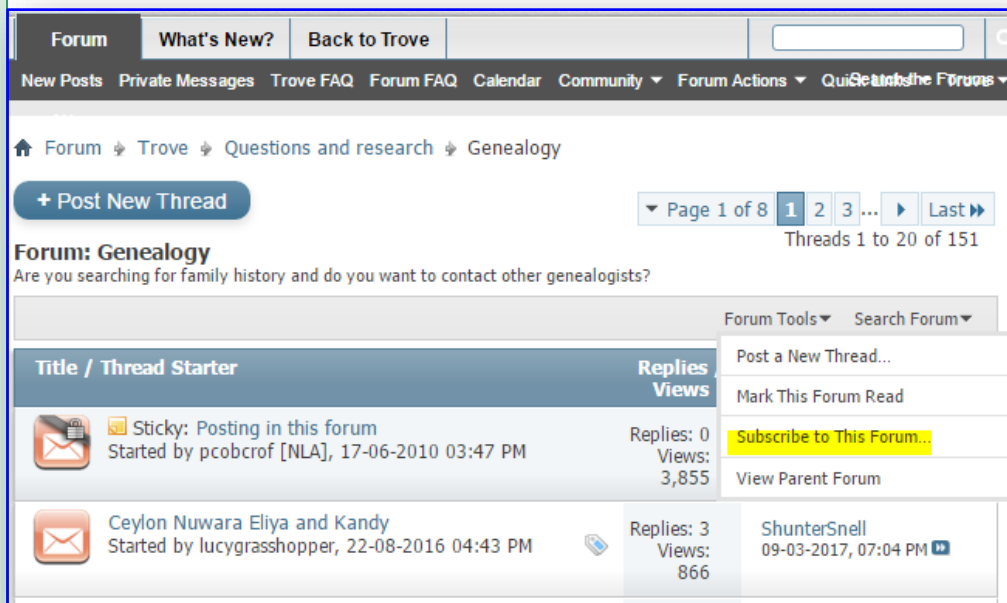 Forum What's New? Back to Trove
New Posts Private Messages Trove FAQ Forum FAQ Calendar Community Forum Actions Quick Links Trove
Search the Forums
Forum Trove Questions and research Genealogy
+ Post New Thread
Page 1 of 8 1 2 3 ... Last
Threads 1 to 20 of 151
Forum: Genealogy
Are you searching for family history and do you want to contact other genealogists?
Forum Tools Search Forum
Post a New Thread...
Mark This Forum Read
Subscribe to This Forum...
View Parent Forum
Title / Thread Starter
Replies /
Views
Sticky: Posting in this forum
Started by pcobcrof [NLA], 17-06-2010 03:47 PM
Replies: 0
Views:
3,855
Ceylon Nuwara Eliya and Kandy
Started by lucygrasshopper, 22-08-2016 04:43 PM
Replies: 3
Views:
866
ShunterSnell
09-03-2017, 07:04 PM